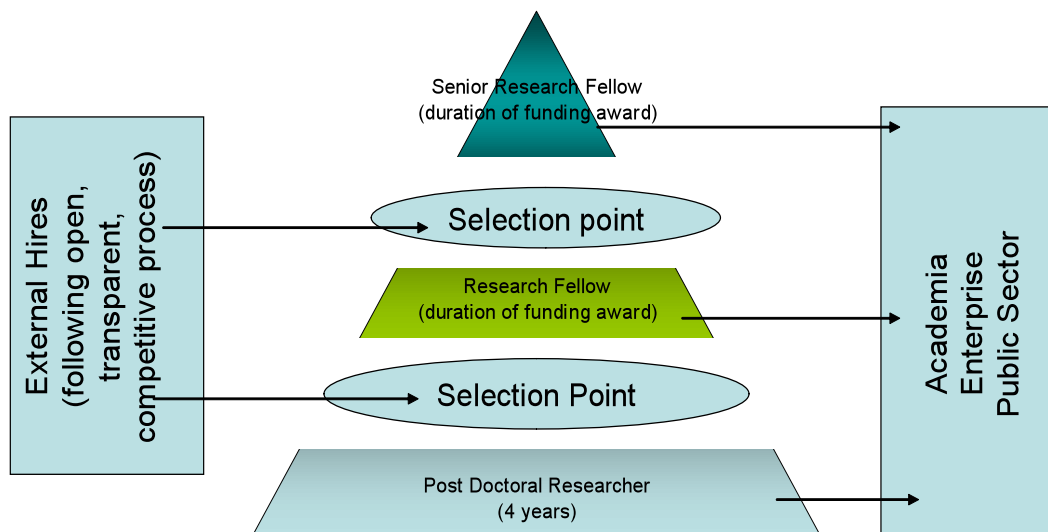 External Hires
(following open,
transparent,
competitive process)
Senior Research Fellow
(duration of funding award)
Selection point
Research Fellow
(duration of funding award)
Selection Point
Post Doctoral Researcher
(4 years)
Academia
Enterprise
Public Sector